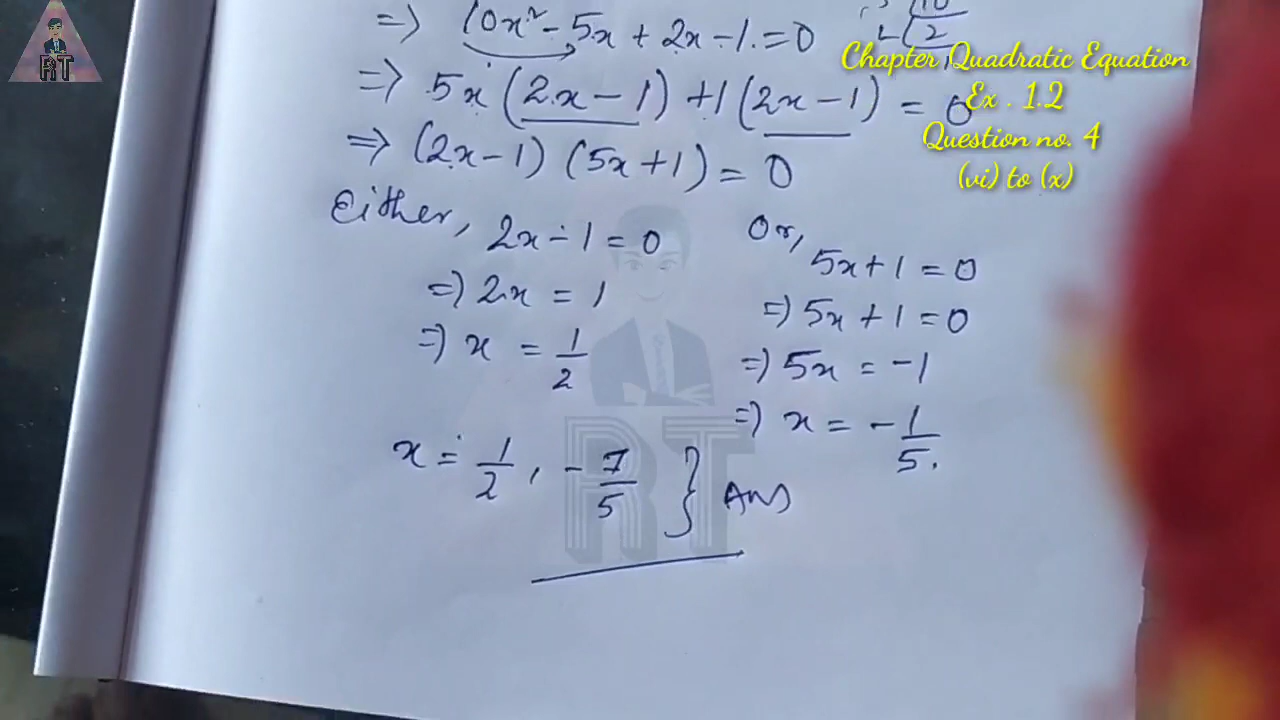 => 10x² - 5x + 2x - 1 = 0
=> 5x (2x - 1) + 1 (2x - 1) = 0
=> (2x - 1) (5x + 1) = 0
Either, 2x - 1 = 0
=> 2x = 1
=> x = 1/2
Or, 5x + 1 = 0
=> 5x + 1 = 0
=> 5x = -1
=> x = -1/5.
x = 1/2, -7/5 } Ans
Chapter Quadratic Equation
Ex . 1.2
Question no. 4
(vi) to (x)
RT
RT